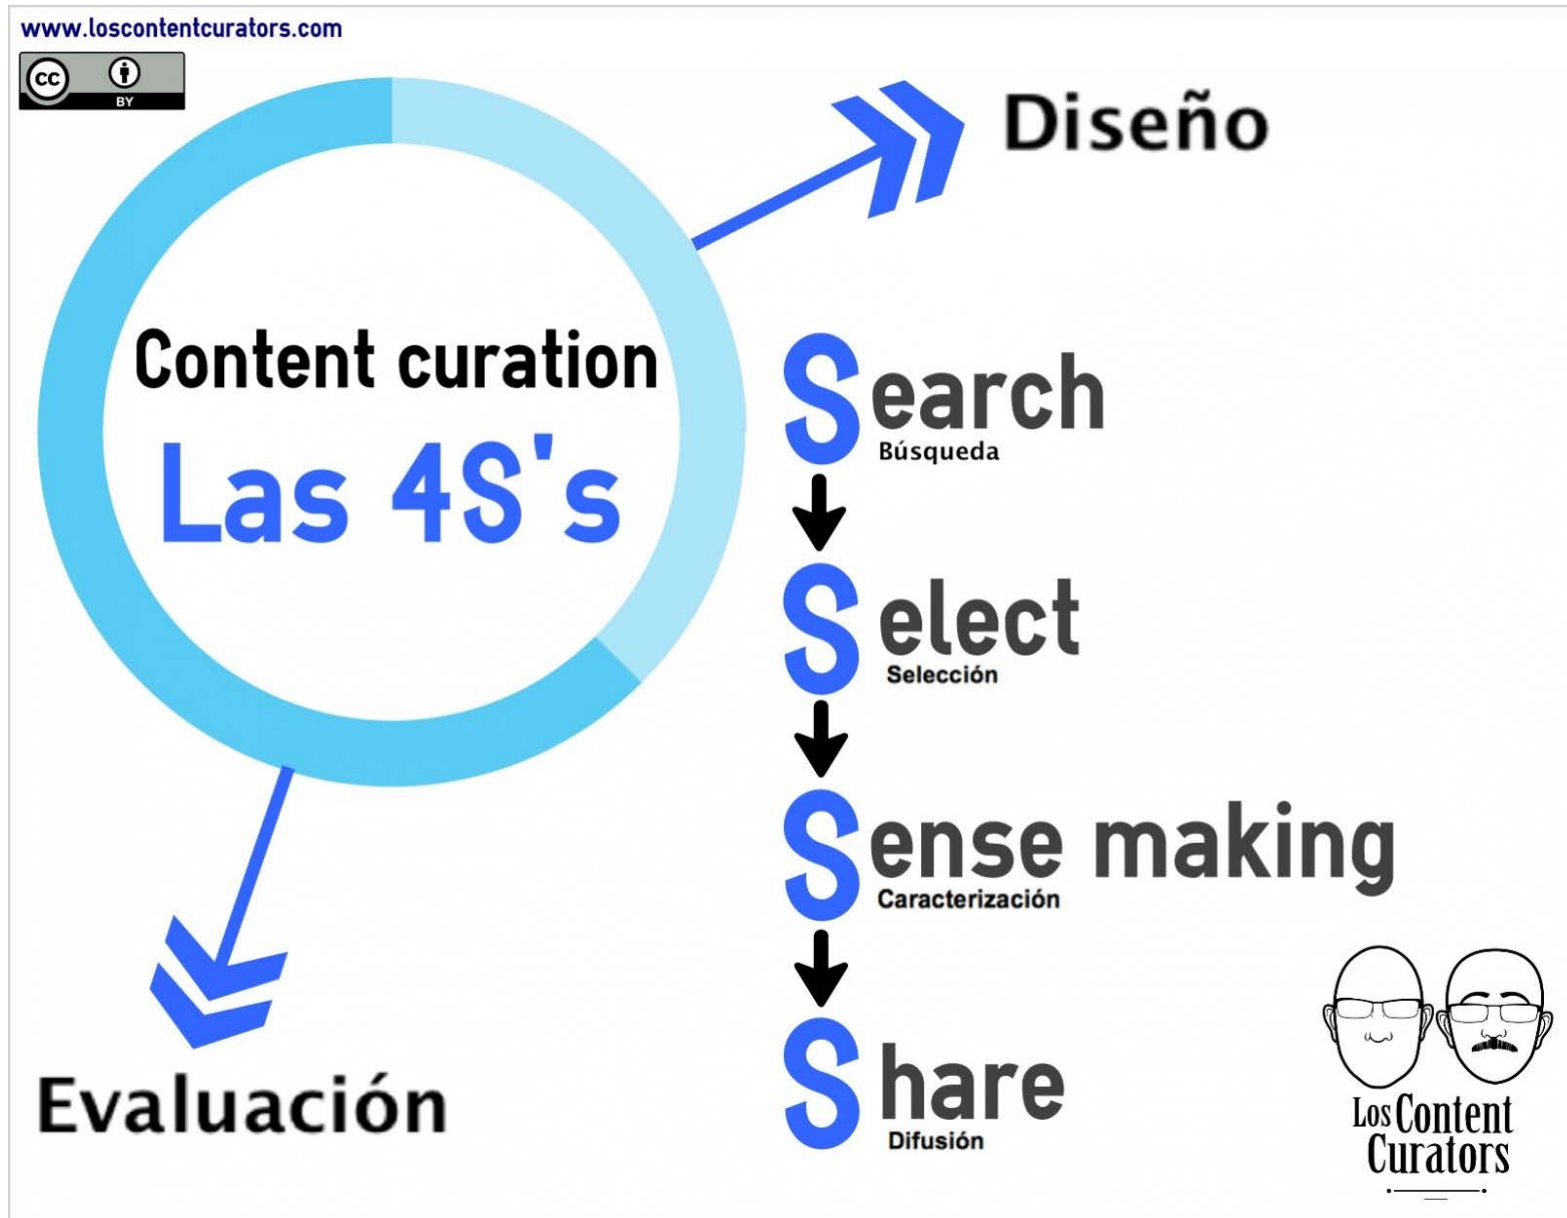 www.loscontentcurators.com
cc
BY
Diseño
Content curation
Las 4S's
Search
Búsqueda
Select
Selección
Sense making
Caracterización
Share
Difusión
Evaluación
Los Content
Curators